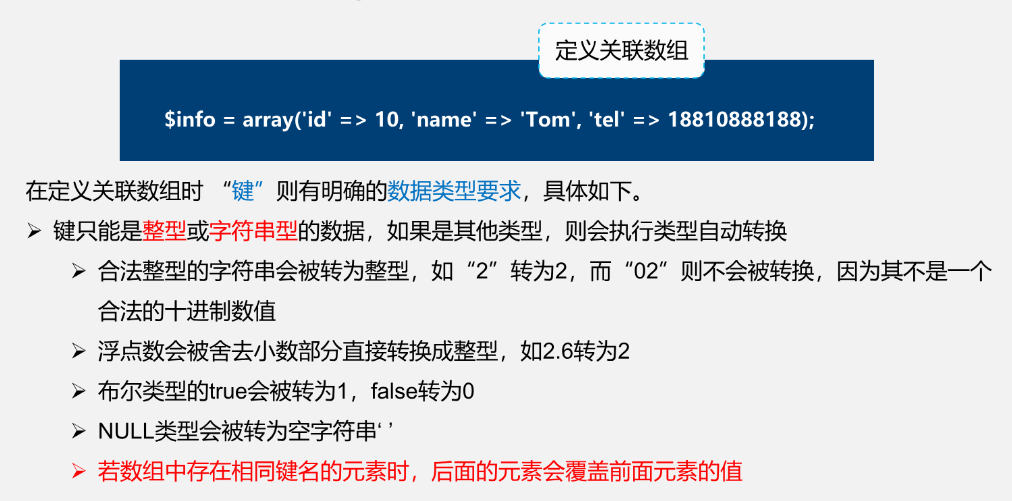 定义关联数组
$info = array('id' => 10, 'name' => 'Tom', 'tel' => 18810888188);
在定义关联数组时 “键”则有明确的数据类型要求，具体如下。
➢ 键只能是整型或字符串型的数据，如果是其他类型，则会执行类型自动转换
➢ 合法整型的字符串会被转为整型，如“2”转为2，而“02”则不会被转换，因为其不是一个
合法的十进制数值
➢ 浮点数会被舍去小数部分直接转换成整型，如2.6转为2
➢ 布尔类型的true会被转为1，false转为0
➢ NULL类型会被转为空字符串‘ ’
➢ 若数组中存在相同键名的元素时，后面的元素会覆盖前面元素的值